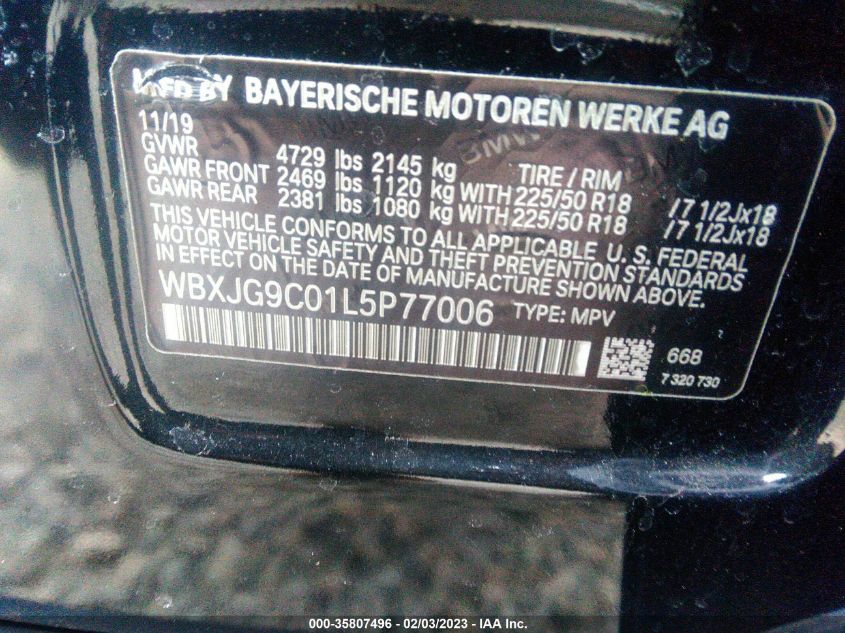 MFD BY BAYERISCHE MOTOREN WERKE AG
11/19
GVWR 4729 lbs 2145 kg TIRE / RIM
GAWR FRONT 2469 lbs 1120 kg WITH 225/50 R18 /7 1/2Jx18
GAWR REAR 2381 lbs 1080 kg WITH 225/50 R18 /7 1/2Jx18
THIS VEHICLE CONFORMS TO ALL APPLICABLE U. S. FEDERAL
MOTOR VEHICLE SAFETY AND THEFT PREVENTION STANDARDS
IN EFFECT ON THE DATE OF MANUFACTURE SHOWN ABOVE.
WBXJG9C01L5P77006 TYPE: MPV
668
7 320 730
BMW
000-35807496 - 02/03/2023 - IAA Inc.